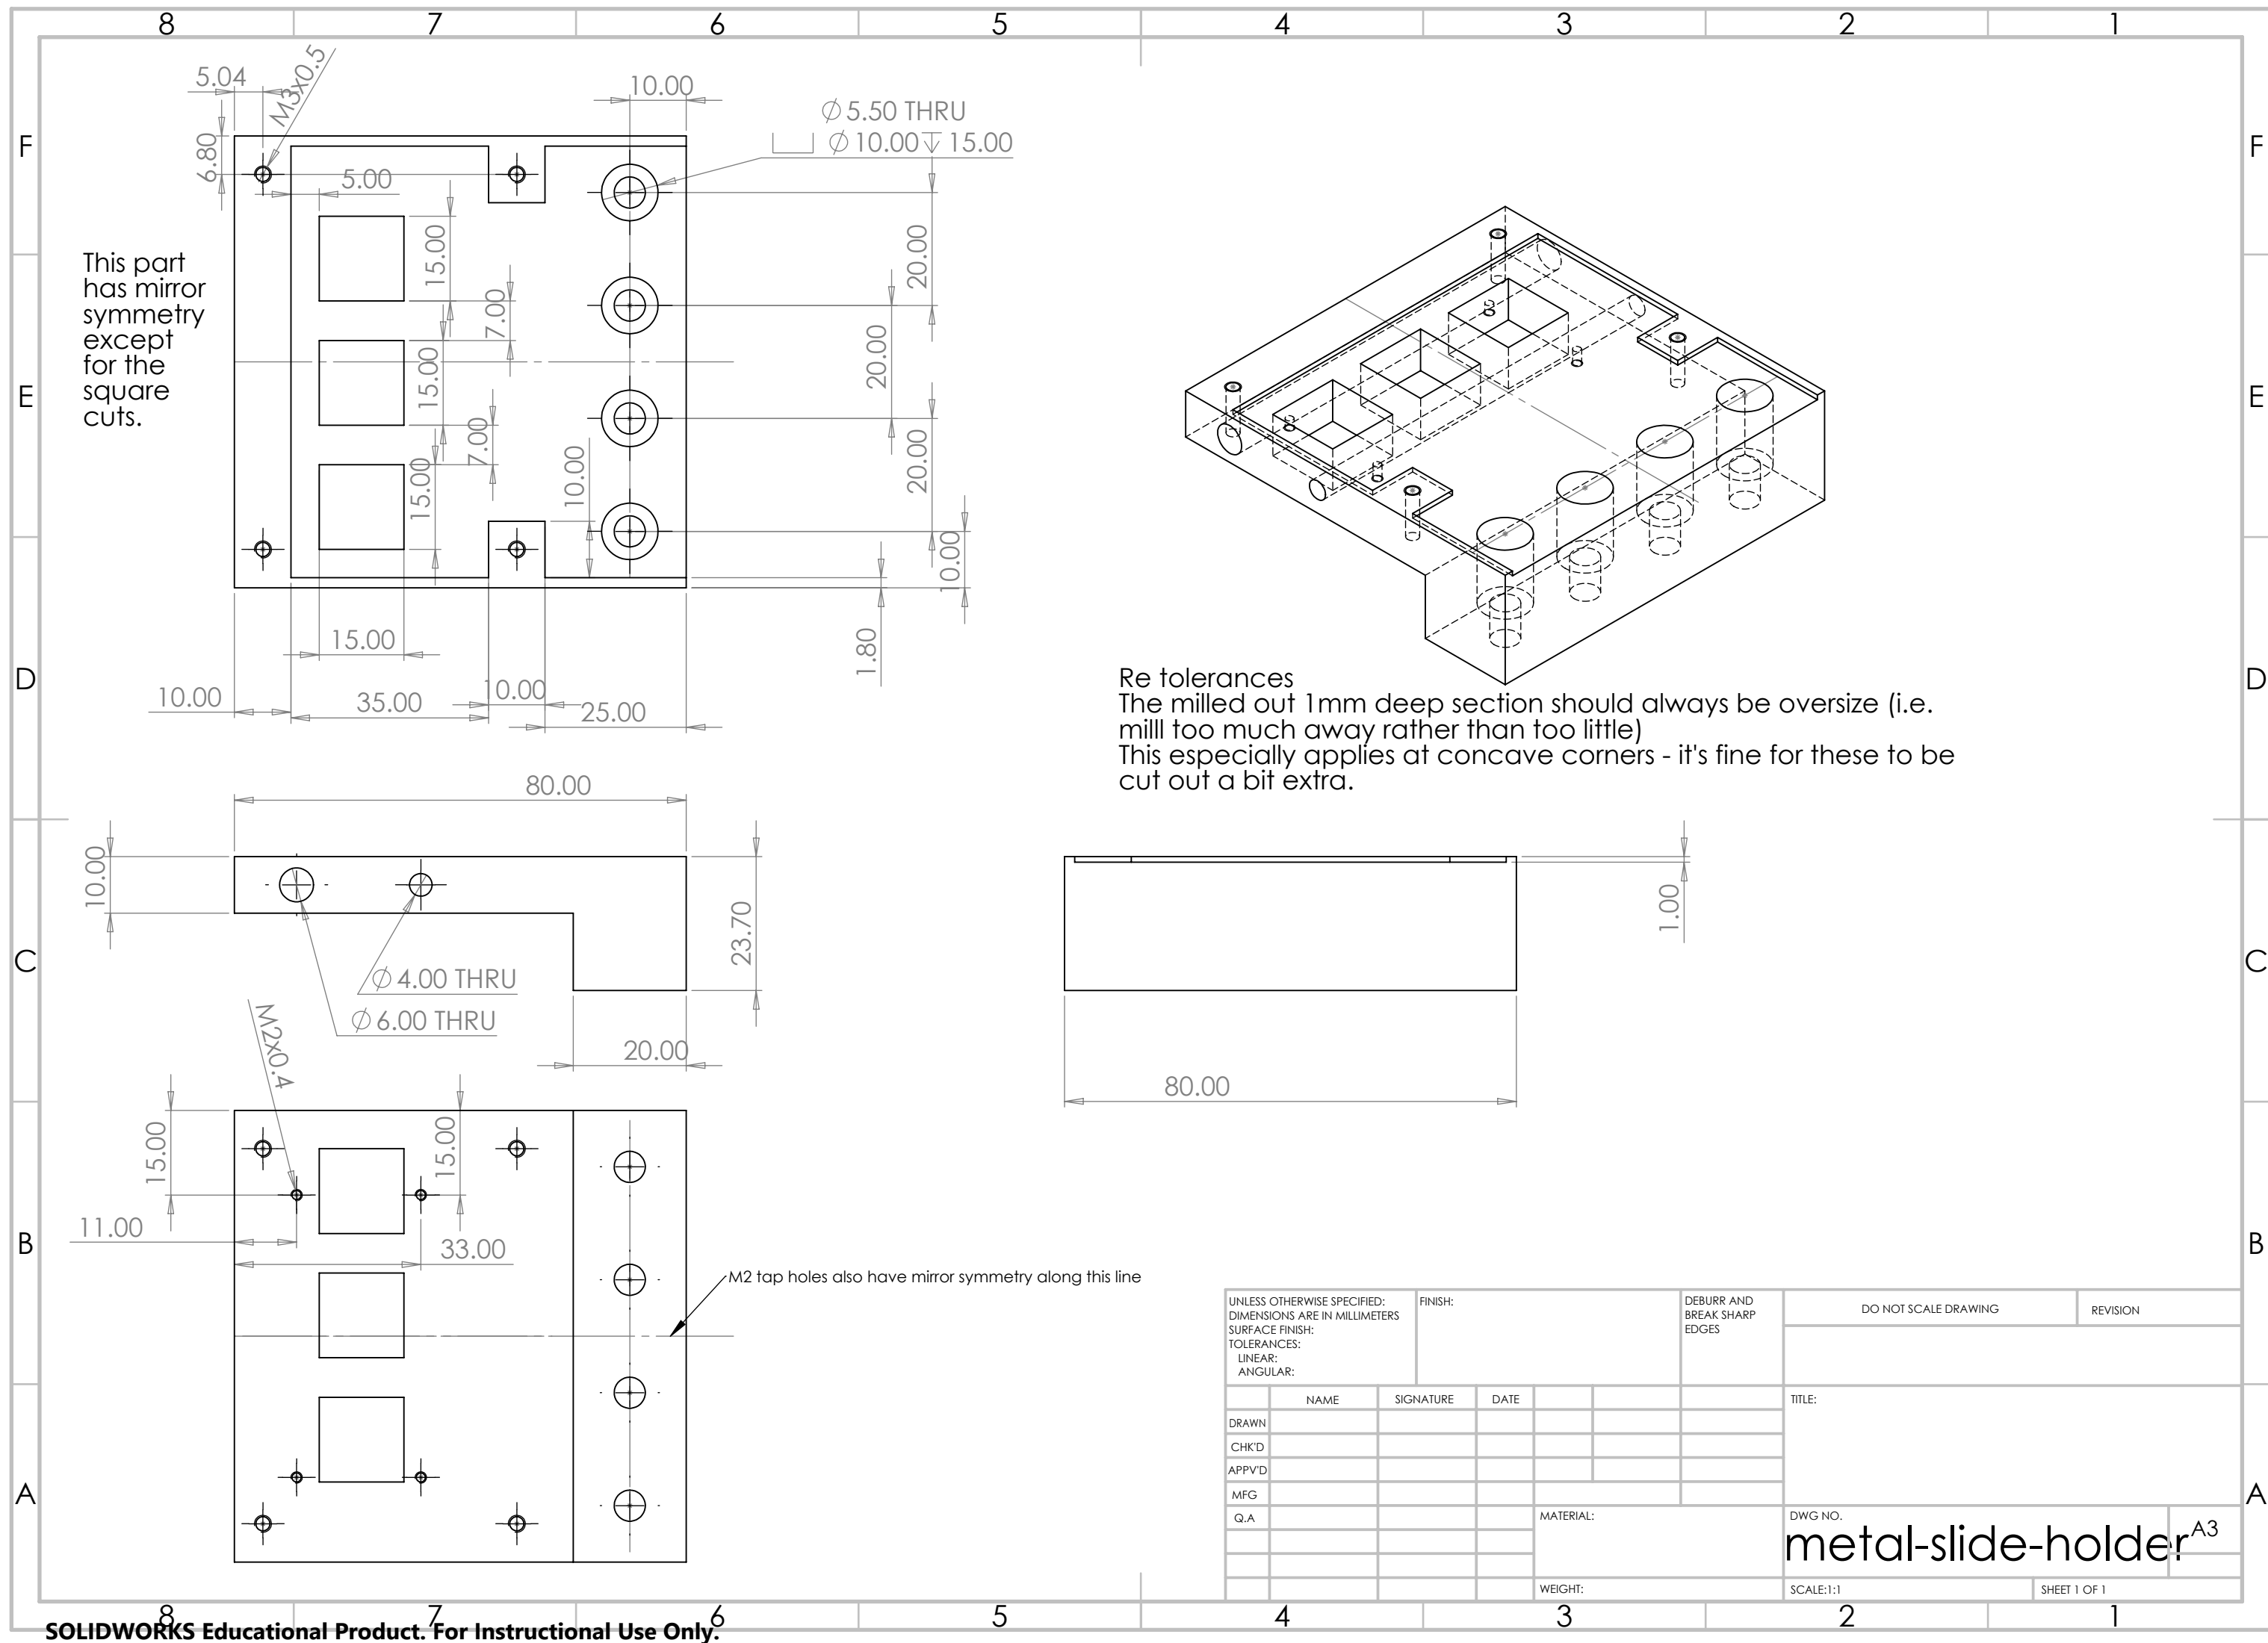 8 7 6 5 4 3 2 1
F
E
D
C
B
A
F
E
D
C
B
A
5.04
M3x0.5
10.00
⌀ 5.50 THRU
⌴ ⌀ 10.00 ↧ 15.00
6.80
5.00
15.00
7.00
15.00
7.00
15.00
10.00
20.00
20.00
20.00
10.00
1.80
This part
has mirror
symmetry
except
for the
square
cuts.
15.00
10.00
35.00
10.00
25.00
Re tolerances
The milled out 1mm deep section should always be oversize (i.e.
milll too much away rather than too little)
This especially applies at concave corners - it's fine for these to be
cut out a bit extra.
80.00
10.00
23.70
⌀ 4.00 THRU
⌀ 6.00 THRU
20.00
1.00
80.00
M2x0.4
15.00
15.00
11.00
33.00
M2 tap holes also have mirror symmetry along this line
UNLESS OTHERWISE SPECIFIED:
DIMENSIONS ARE IN MILLIMETERS
SURFACE FINISH:
TOLERANCES:
LINEAR:
ANGULAR:
FINISH:
DEBURR AND
BREAK SHARP
EDGES
DO NOT SCALE DRAWING
REVISION
NAME
SIGNATURE
DATE
TITLE:
DRAWN
CHK'D
APPV'D
MFG
Q.A
MATERIAL:
DWG NO.
metal-slide-holder
A3
WEIGHT:
SCALE:1:1
SHEET 1 OF 1
8 7 6 5 4 3 2 1
SOLIDWORKS Educational Product. For Instructional Use Only.